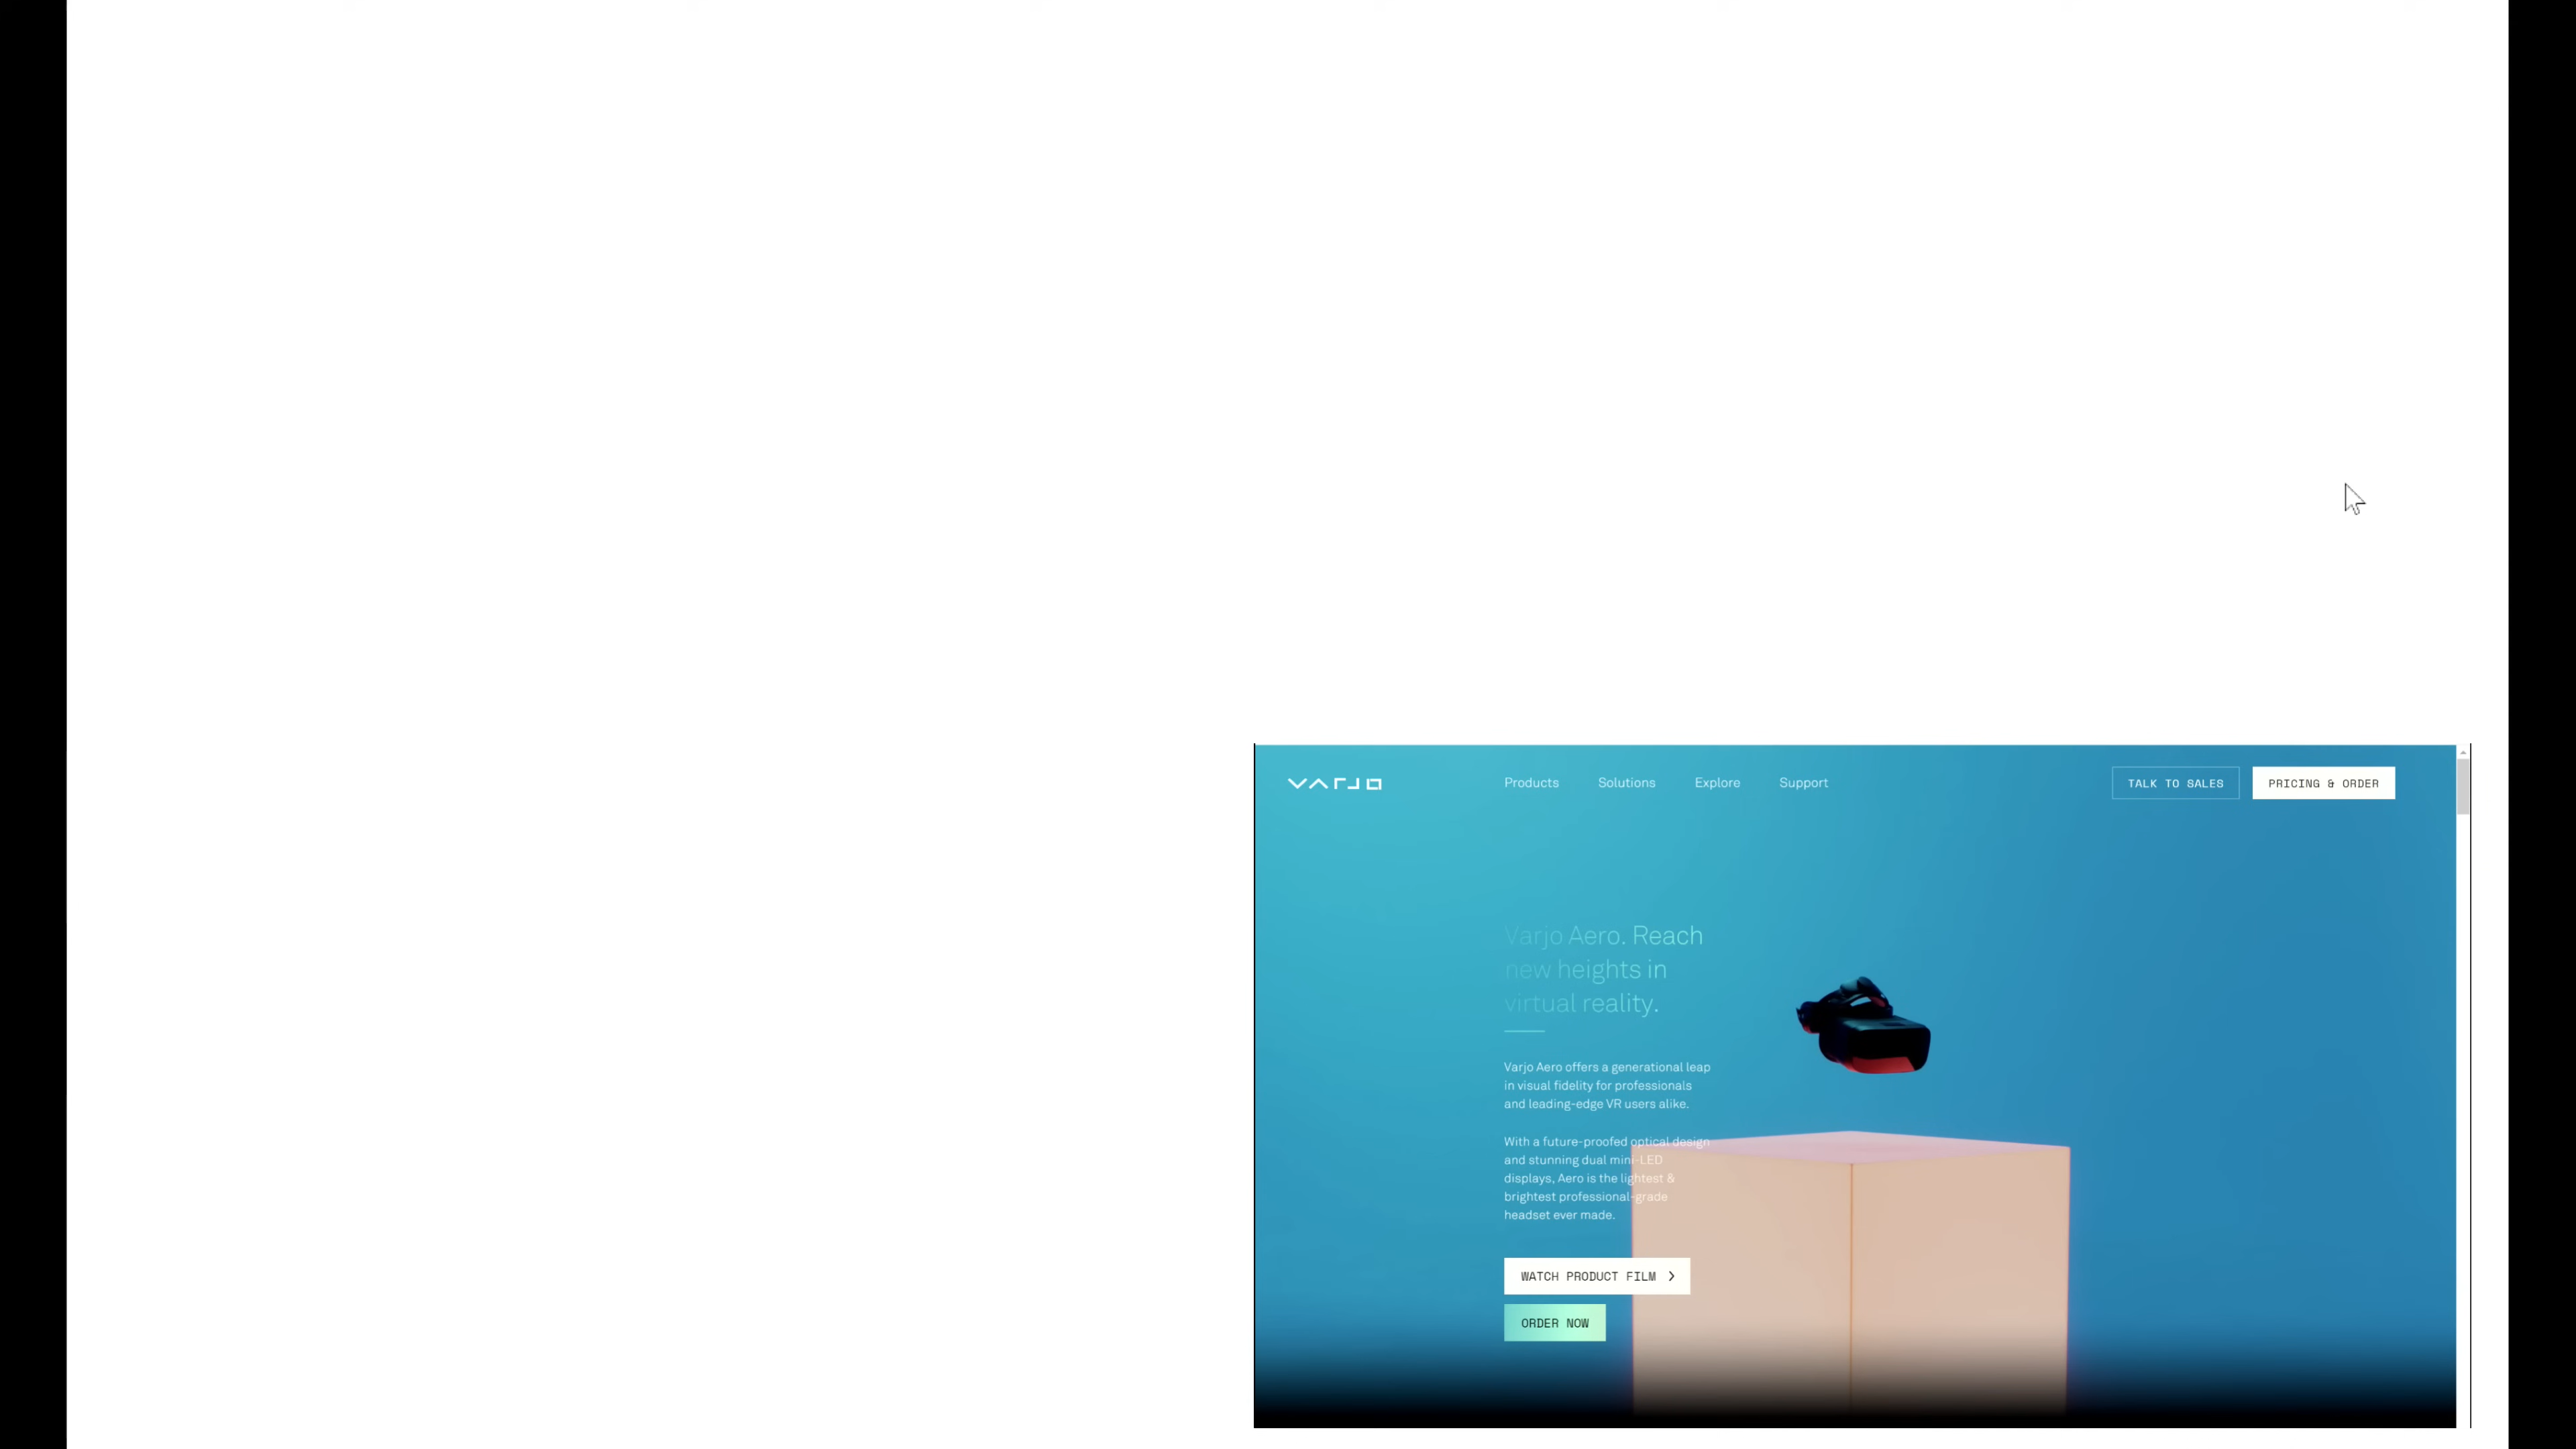 VARJO
Products
Solutions
Explore
Support
TALK TO SALES
PRICING & ORDER
Varjo Aero. Reach
new heights in
virtual reality.
Varjo Aero offers a generational leap
in visual fidelity for professionals
and leading-edge VR users alike.
With a future-proofed optical design
and stunning dual mini-LED
displays, Aero is the lightest &
brightest professional-grade
headset ever made.
WATCH PRODUCT FILM
ORDER NOW